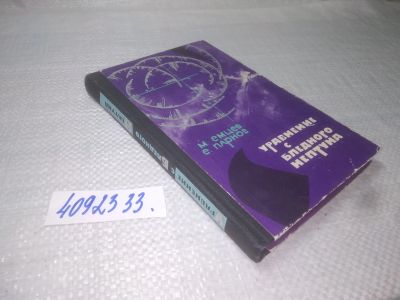 М ЕМЦЕВ
Е ПАРНОВ
УРАВНЕНИЕ
С
БЛЕДНОГО
НЕПТУНА
4092333.